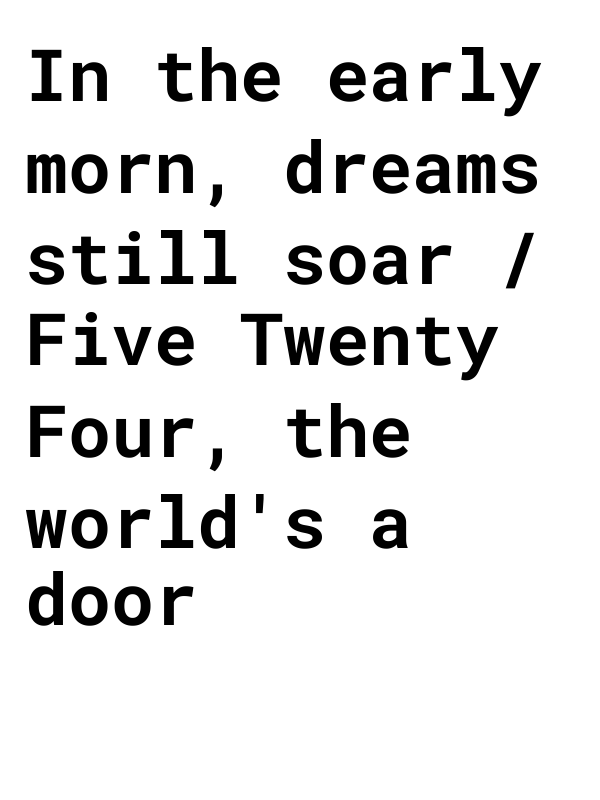 In the early
morn, dreams
still soar /
Five Twenty
Four, the
world's a
door